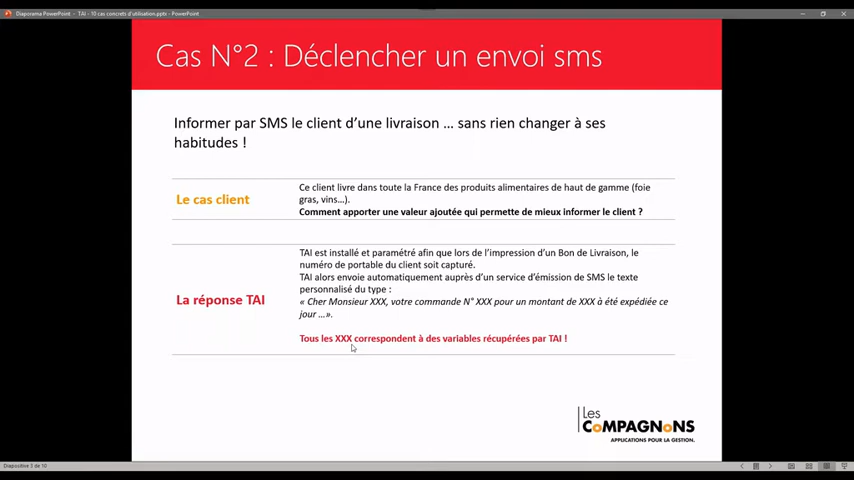 Diaporama PowerPoint - TAI - 10 cas concrets d'utilisation.pptx - PowerPoint
Cas N°2 : Déclencher un envoi sms
Informer par SMS le client d'une livraison ... sans rien changer à ses
habitudes !
Le cas client
Ce client livre dans toute la France des produits alimentaires de haut de gamme (foie
gras, vins...).
Comment apporter une valeur ajoutée qui permette de mieux informer le client ?
La réponse TAI
TAI est installé et paramétré afin que lors de l'impression d'un Bon de Livraison, le
numéro de portable du client soit capturé.
TAI alors envoie automatiquement auprès d'un service d'émission de SMS le texte
personnalisé du type :
« Cher Monsieur XXX, votre commande N° XXX pour un montant de XXX à été expédiée ce
jour ...».
Tous les XXX correspondent à des variables récupérées par TAI !
Les
COMPAGNONS
APPLICATIONS POUR LA GESTION.
Diapositive 3 de 10